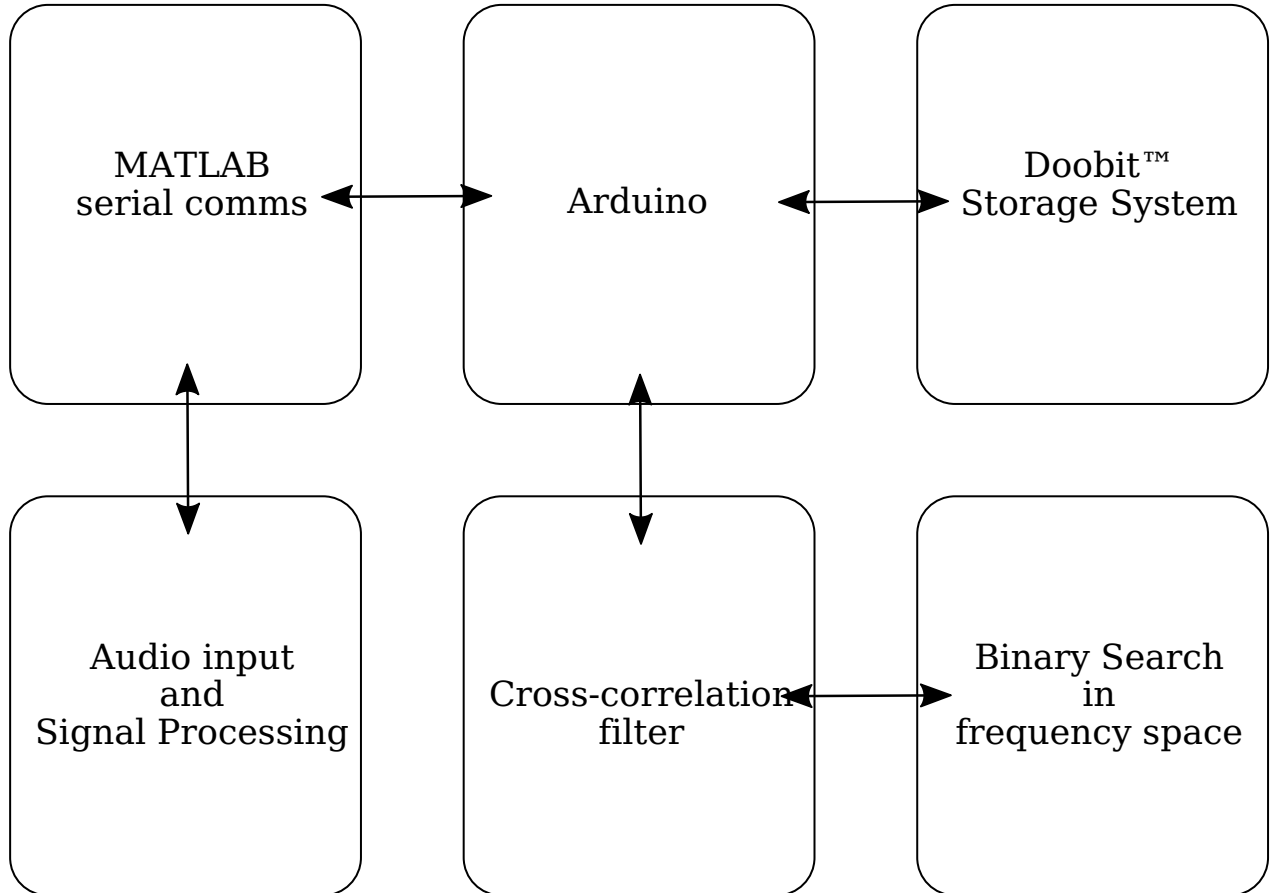 MATLAB
serial comms
Arduino
Doobit™
Storage System
Audio input
and
Signal Processing
Cross-correlation
filter
Binary Search
in
frequency space